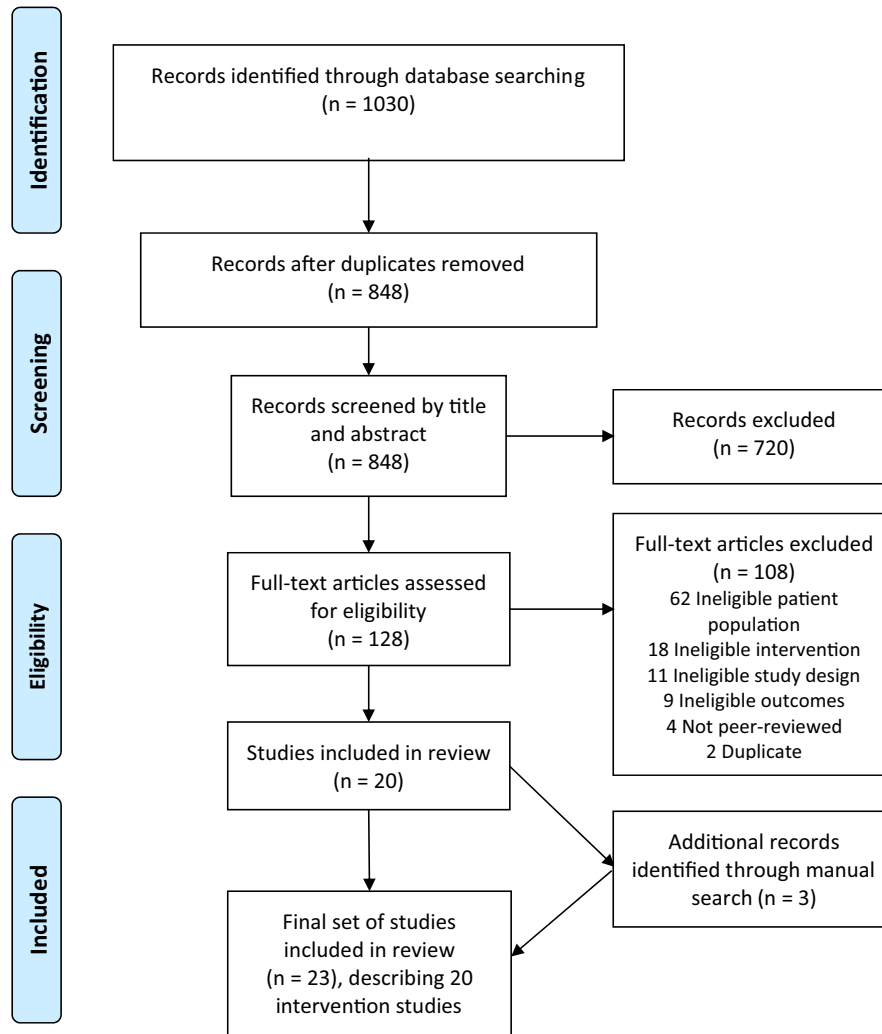 Identification
Records identified through database searching
(n = 1030)
Records after duplicates removed
(n = 848)
Screening
Records screened by title
and abstract
(n = 848)
Records excluded
(n = 720)
Eligibility
Full-text articles assessed
for eligibility
(n = 128)
Full-text articles excluded
(n = 108)
62 Ineligible patient
population
18 Ineligible intervention
11 Ineligible study design
9 Ineligible outcomes
4 Not peer-reviewed
2 Duplicate
Studies included in review
(n = 20)
Included
Additional records
identified through manual
search (n = 3)
Final set of studies
included in review
(n = 23), describing 20
intervention studies